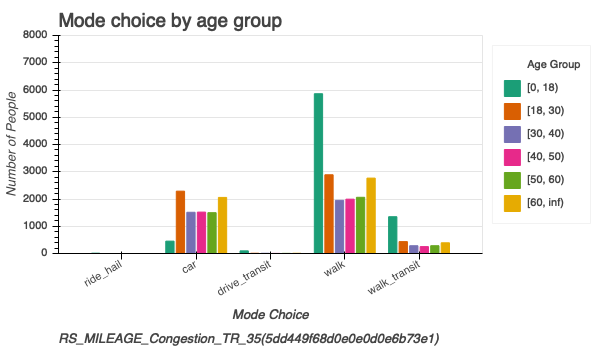 Mode choice by age group
Number of People
8000
7000
6000
5000
4000
3000
2000
1000
0
ride_hail
car
drive_transit
walk
walk_transit
Mode Choice
Age Group
[0, 18)
[18, 30)
[30, 40)
[40, 50)
[50, 60)
[60, inf)
RS_MILEAGE_Congestion_TR_35(5dd449f68d0e0e0d0e6b73e1)